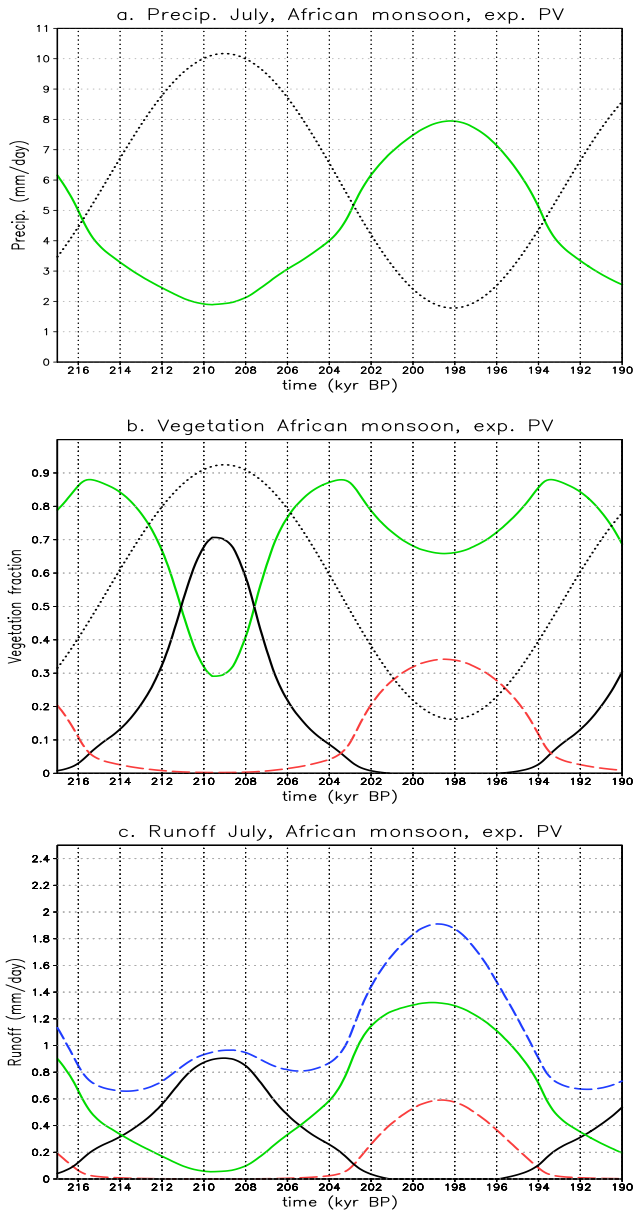 a. Precip. July, African monsoon, exp. PV
11
10
9
8
7
6
5
4
3
2
1
0
Precip. (mm/day)
216 214 212 210 208 206 204 202 200 198 196 194 192 190
time (kyr BP)
b. Vegetation African monsoon, exp. PV
0.9
0.8
0.7
0.6
0.5
0.4
0.3
0.2
0.1
0
Vegetation fraction
216 214 212 210 208 206 204 202 200 198 196 194 192 190
time (kyr BP)
c. Runoff July, African monsoon, exp. PV
2.4
2.2
2
1.8
1.6
1.4
1.2
1
0.8
0.6
0.4
0.2
0
Runoff (mm/day)
216 214 212 210 208 206 204 202 200 198 196 194 192 190
time (kyr BP)